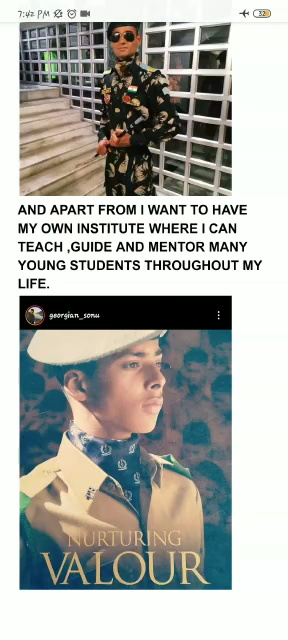 7:42 PM
32
AND APART FROM I WANT TO HAVE
MY OWN INSTITUTE WHERE I CAN
TEACH ,GUIDE AND MENTOR MANY
YOUNG STUDENTS THROUGHOUT MY
LIFE.
georgian_sonu
NURTURING
VALOUR